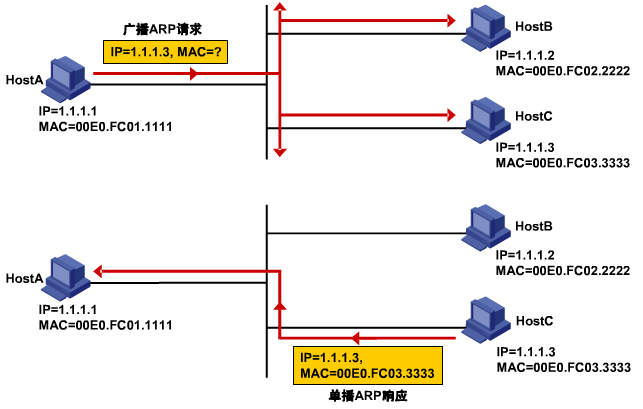 广播ARP请求
IP=1.1.1.3, MAC=?
HostA
IP=1.1.1.1
MAC=00E0.FC01.1111
HostB
IP=1.1.1.2
MAC=00E0.FC02.2222
HostC
IP=1.1.1.3
MAC=00E0.FC03.3333
HostA
IP=1.1.1.1
MAC=00E0.FC01.1111
HostB
IP=1.1.1.2
MAC=00E0.FC02.2222
HostC
IP=1.1.1.3
MAC=00E0.FC03.3333
IP=1.1.1.3,
MAC=00E0.FC03.3333
单播ARP响应